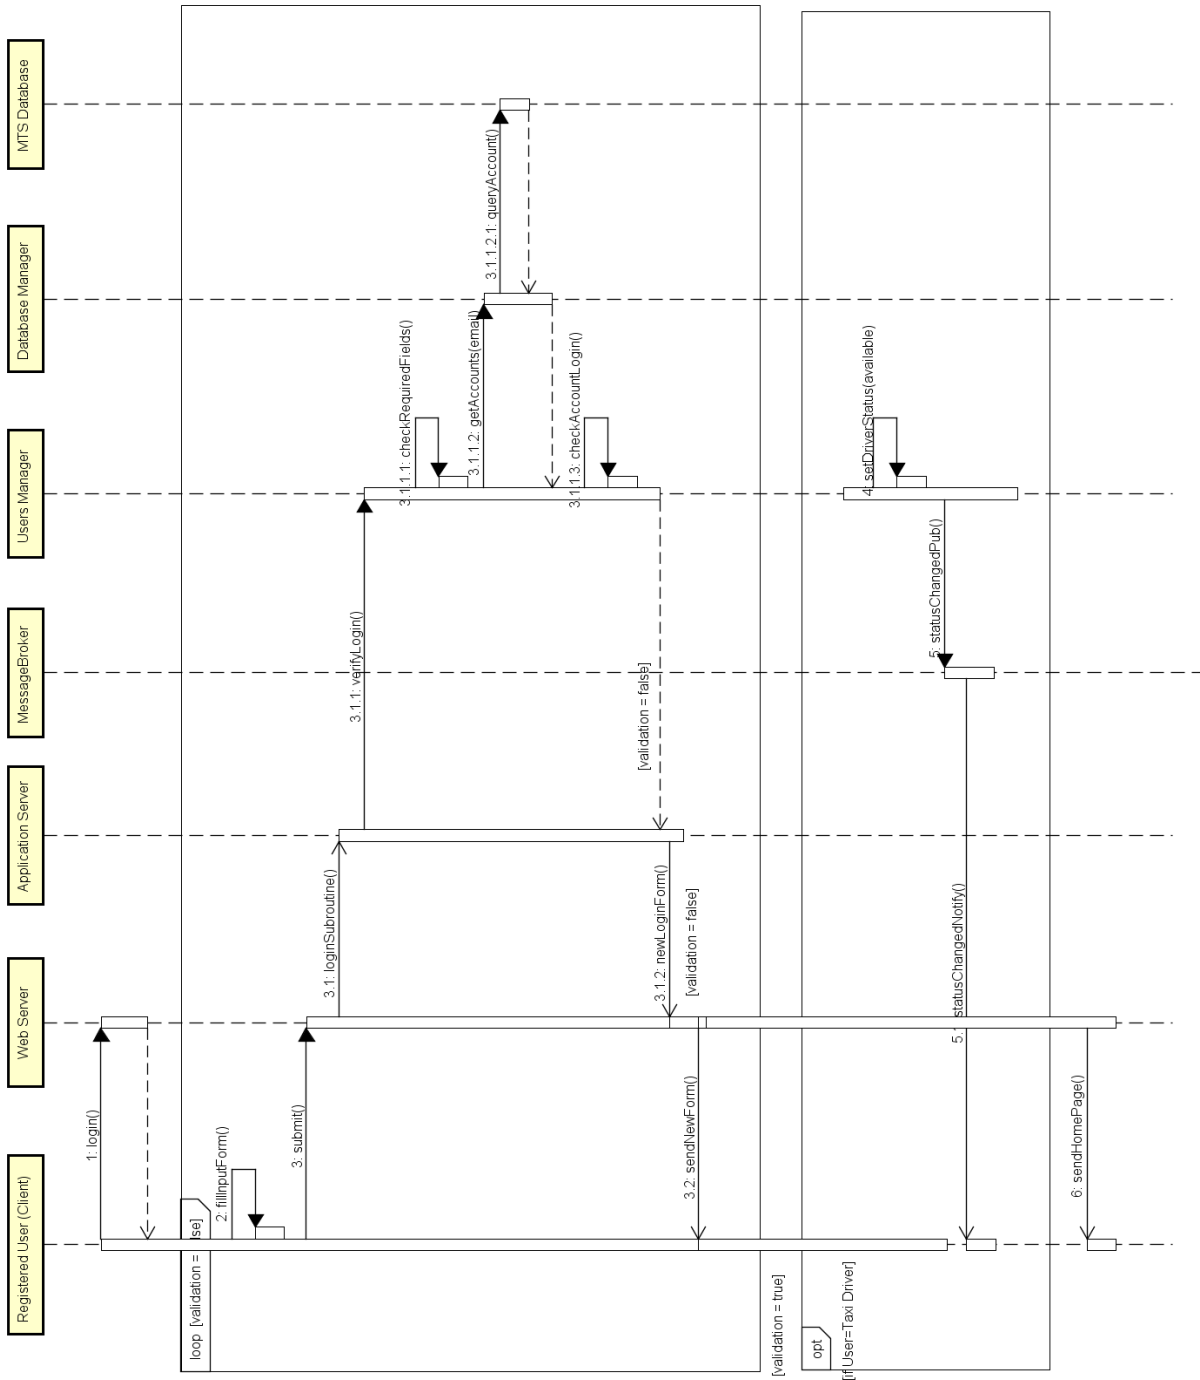 Registered User (Client)
Web Server
Application Server
MessageBroker
Users Manager
Database Manager
MTS Database
1: login()
loop [validation =
lse]
2: fillInputForm()
3: submit()
3.1: loginSubroutine()
3.1.1: verifyLogin()
3.1.1.1: checkRequiredFields()
3.1.1.2: getAccounts(email)
3.1.1.2.1: queryAccount()
3.1.1.3: checkAccountLogin()
[validation = false]
3.1.2: newLoginForm()
[validation = false]
3.2: sendNewForm()
[validation = true]
opt
[if User=Taxi Driver]
4: setDriverStatus(available)
5: statusChangedPub()
statusChangedNotify()
6: sendHomePage()